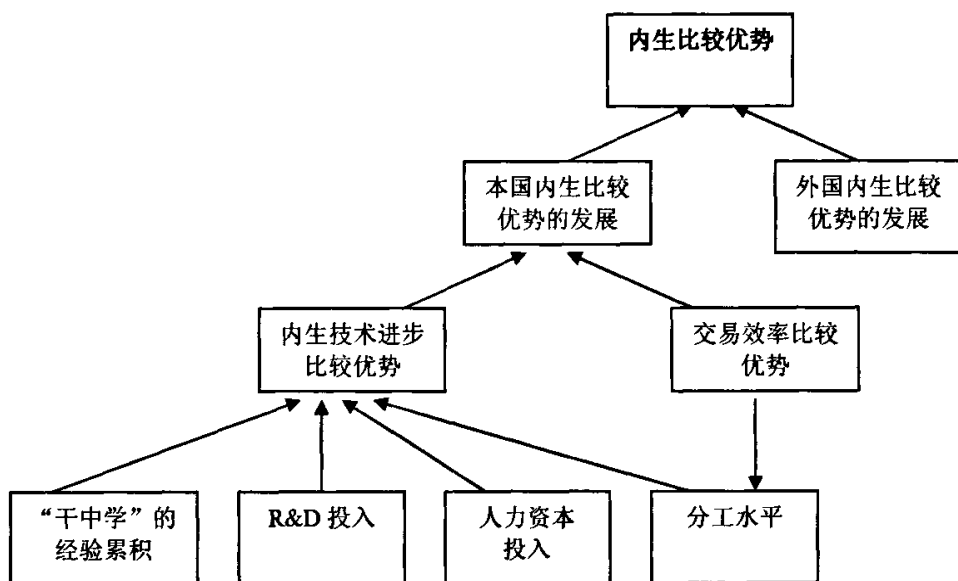 内生比较优势
本国内生比较
优势的发展
外国内生比较
优势的发展
内生技术进步
比较优势
交易效率比较
优势
“干中学”的
经验累积
R&D 投入
人力资本
投入
分工水平